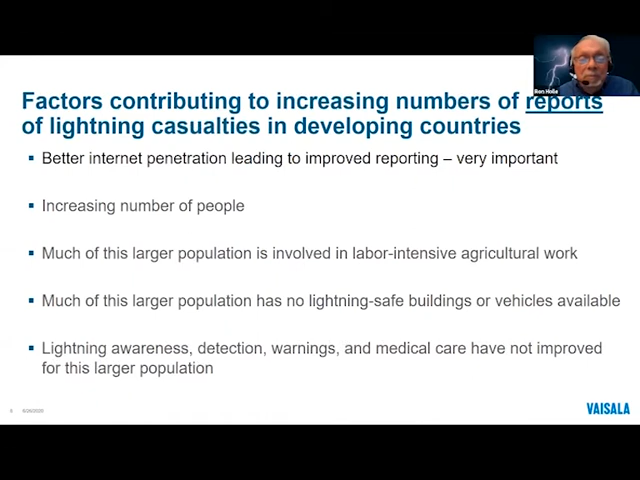 Ron Holle
Factors contributing to increasing numbers of reports
of lightning casualties in developing countries
▪ Better internet penetration leading to improved reporting – very important
▪ Increasing number of people
▪ Much of this larger population is involved in labor-intensive agricultural work
▪ Much of this larger population has no lightning-safe buildings or vehicles available
▪ Lightning awareness, detection, warnings, and medical care have not improved
for this larger population
VAISALA